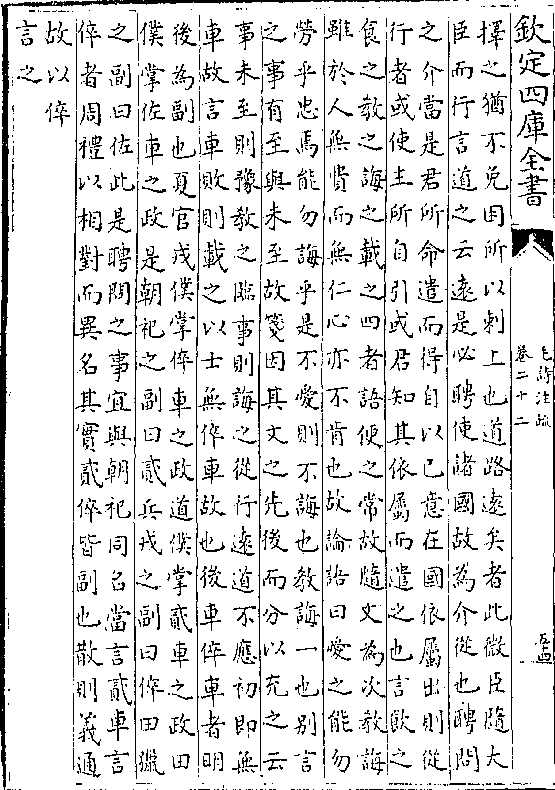 欽定四庫全書
毛詩注疏
卷二十二
擇之猶不免困所以刺上也道路遠矣者此微臣隨大
臣而行言道之云遠是必聘使諸國故為介從也聘問
之介當是君所命遣而得自以已意在國依屬出則從
行者或使主所自引或君知其依屬而遣之也言飲之
食之教之誨之載之四者語便之常故隨文為次教誨
雖於人無費而無仁心亦不肯也故論語曰愛之能勿
勞乎忠焉能勿誨乎是不愛則不誨也教誨一也别言
之事有至與未至故箋因其文之先後而分以充之云
事未至則豫教之臨事則誨之從行遠道不應初即無
車故言車敗則載之以士無倅車故也後車倅車者明
後為副也夏官戎僕掌倅車之政道僕掌貳車之政田
僕掌佐車之政是朝祀之副曰貳兵戎之副曰倅田獵
之副曰佐此是聘問之事宜與朝祀同名當言貳車言
倅者周禮以相對而異名其實貳倅皆副也散則義通
故以倅
言之